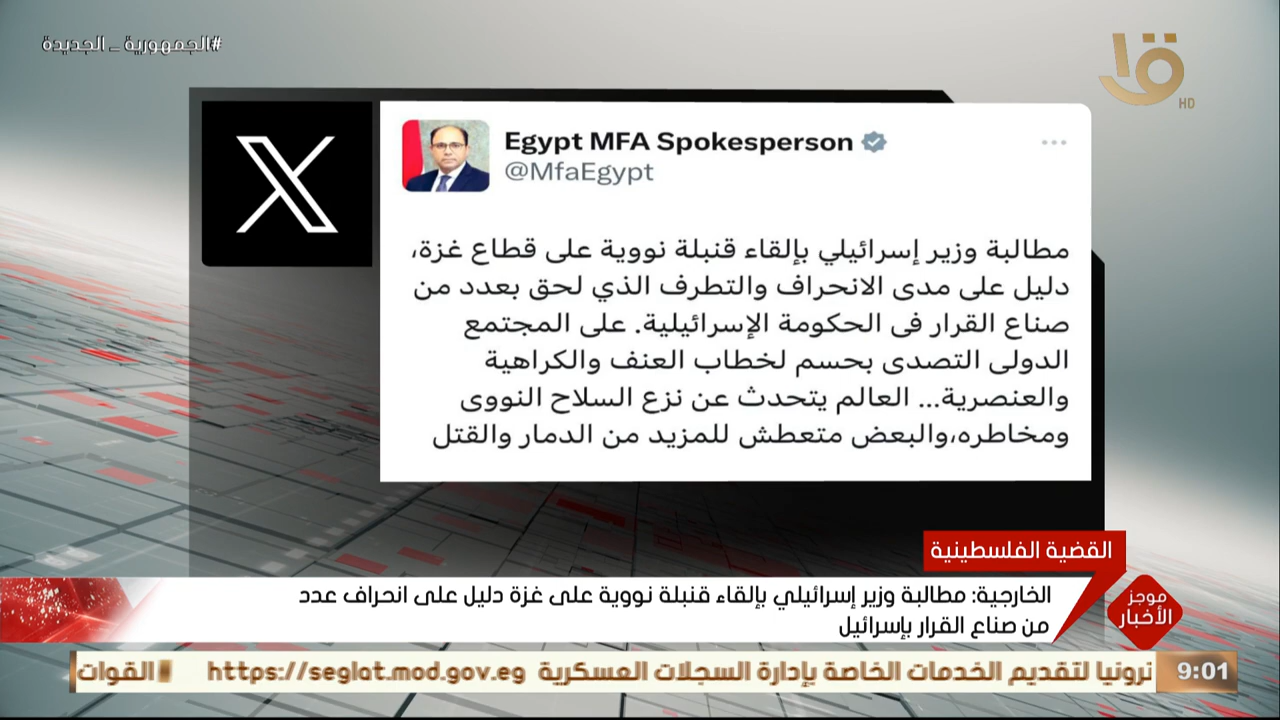 #الجمهورية_الجديدة
HD
Egypt MFA Spokesperson
@MfaEgypt
مطالبة وزير إسرائيلي بإلقاء قنبلة نووية على قطاع غزة،
دليل على مدى الانحراف والتطرف الذي لحق بعدد من
صناع القرار فى الحكومة الإسرائيلية. على المجتمع
الدولى التصدى بحسم لخطاب العنف والكراهية
والعنصرية... العالم يتحدث عن نزع السلاح النووى
ومخاطره،والبعض متعطش للمزيد من الدمار والقتل
القضية الفلسطينية
موجز
الأخبار
الخارجية: مطالبة وزير إسرائيلي بإلقاء قنبلة نووية على غزة دليل على انحراف عدد
من صناع القرار بإسرائيل
ترونيا لتقديم الخدمات الخاصة بإدارة السجلات العسكرية https://seglat.mod.gov.eg القوات
9:01